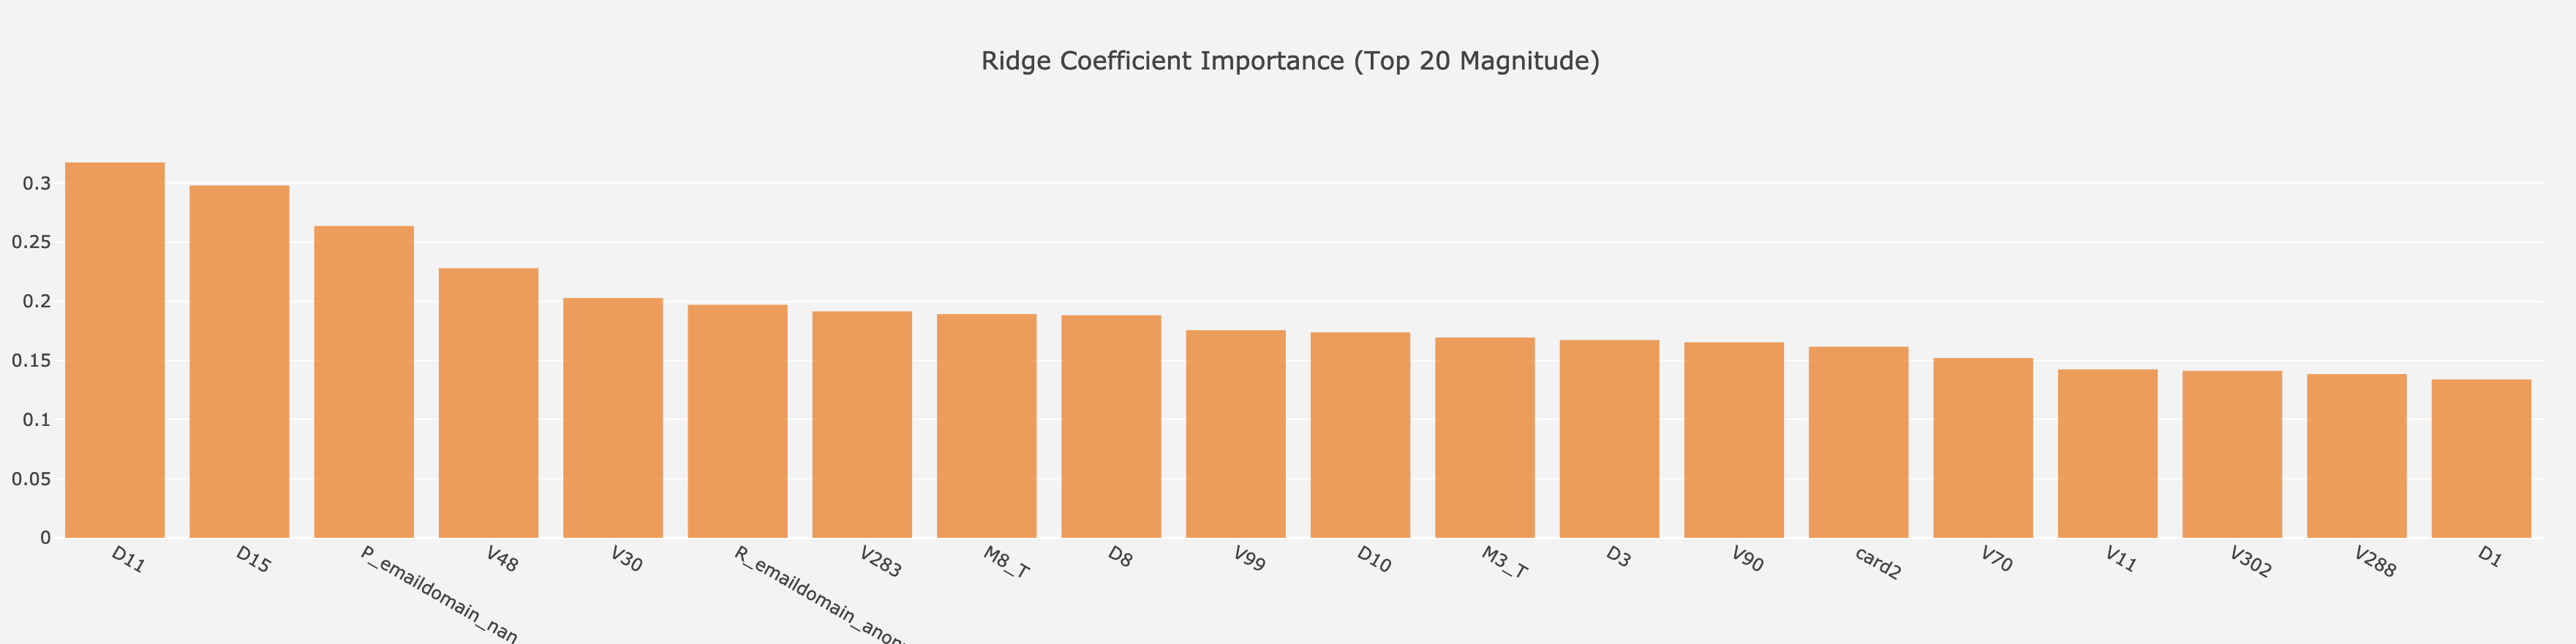 Ridge Coefficient Importance (Top 20 Magnitude)
0.3
0.25
0.2
0.15
0.1
0.05
0
D11
D15
P_emaildomain_nan
V48
V30
R_emaildomain_anon
V283
M8_T
D8
V99
D10
M3_T
D3
V90
card2
V70
V11
V302
V288
D1